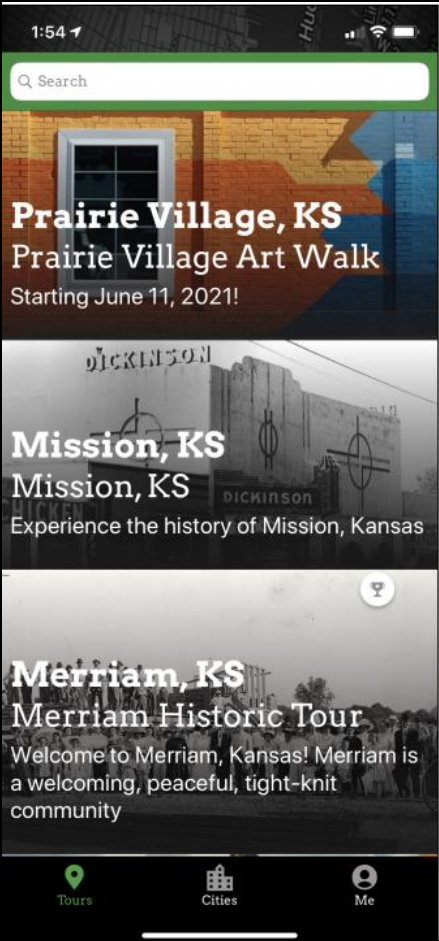 Huc
1:54
Search
Prairie Village, KS
Prairie Village Art Walk
Starting June 11, 2021!
DICKINSON
Mission, KS
Mission, KS
DICKINSON
CHICKEN
Experience the history of Mission, Kansas
Merriam, KS
Merriam Historic Tour
Welcome to Merriam, Kansas! Merriam is
a welcoming, peaceful, tight-knit
community
Tours
Cities
Me